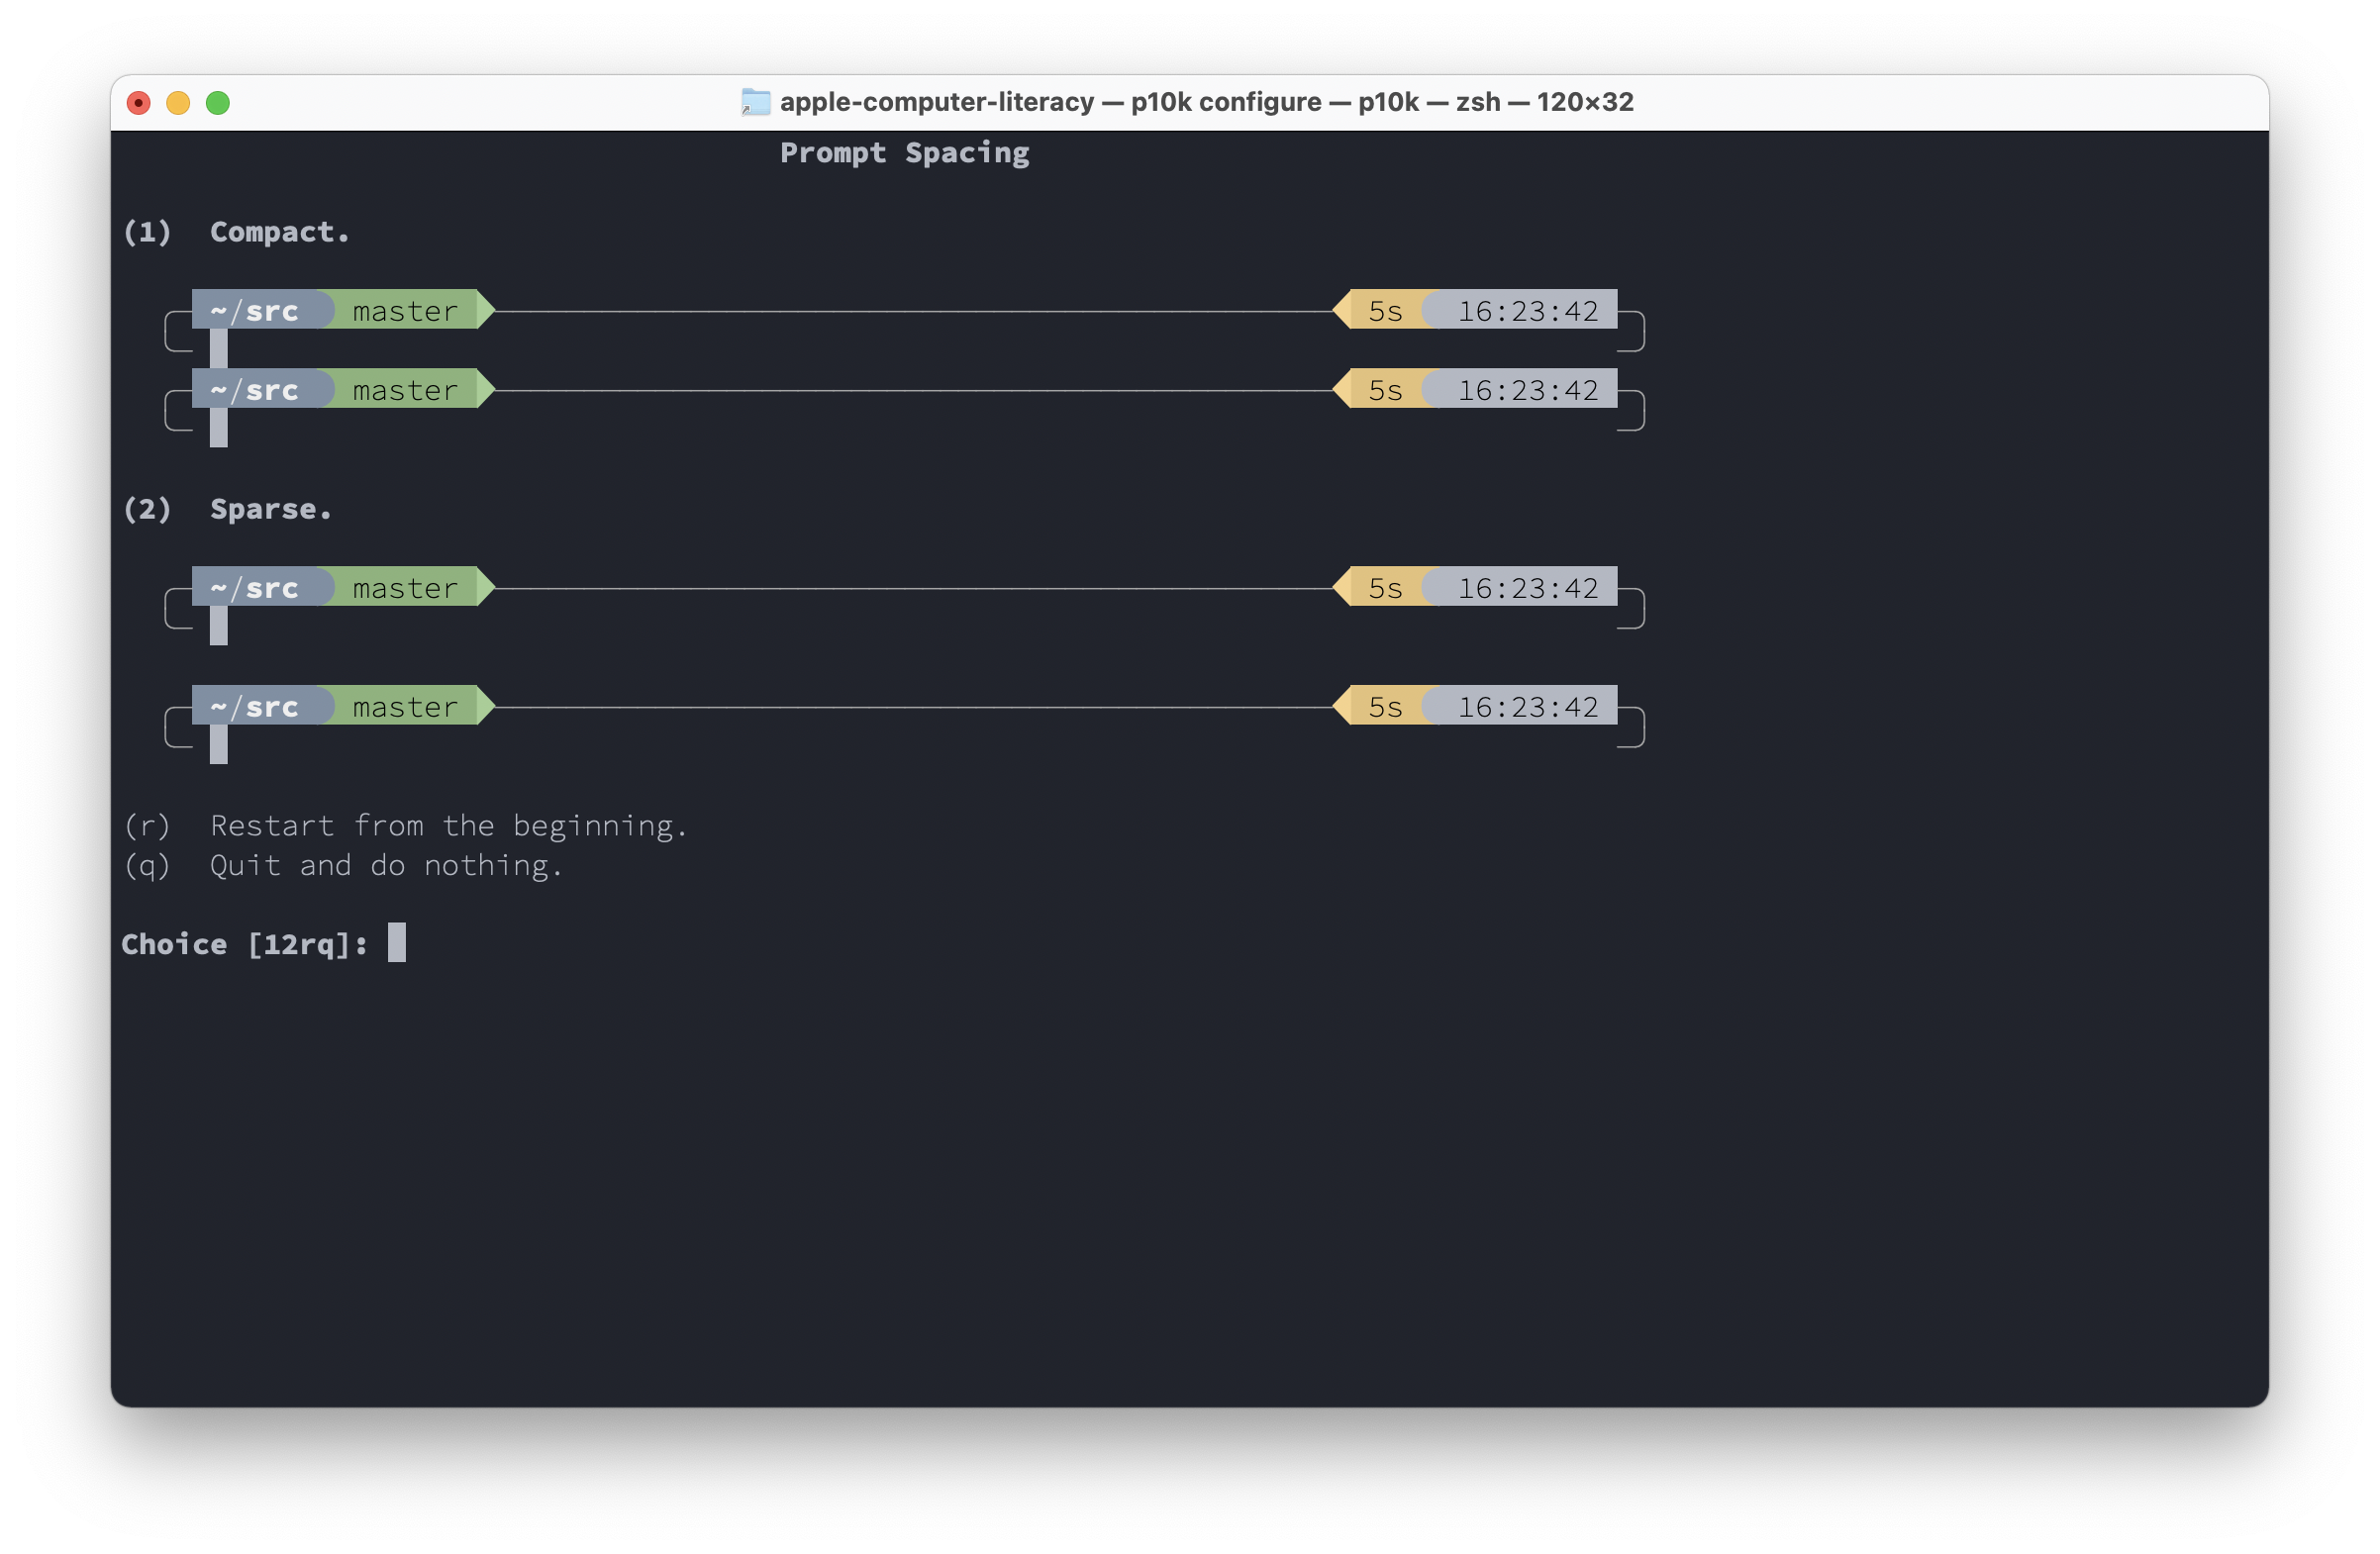 apple-computer-literacy — p10k configure — p10k — zsh — 120×32
Prompt Spacing
(1)  Compact.
~/src  master  5s  16:23:42
~/src  master  5s  16:23:42
(2)  Sparse.
~/src  master  5s  16:23:42
~/src  master  5s  16:23:42
(r)  Restart from the beginning.
(q)  Quit and do nothing.
Choice [12rq]: